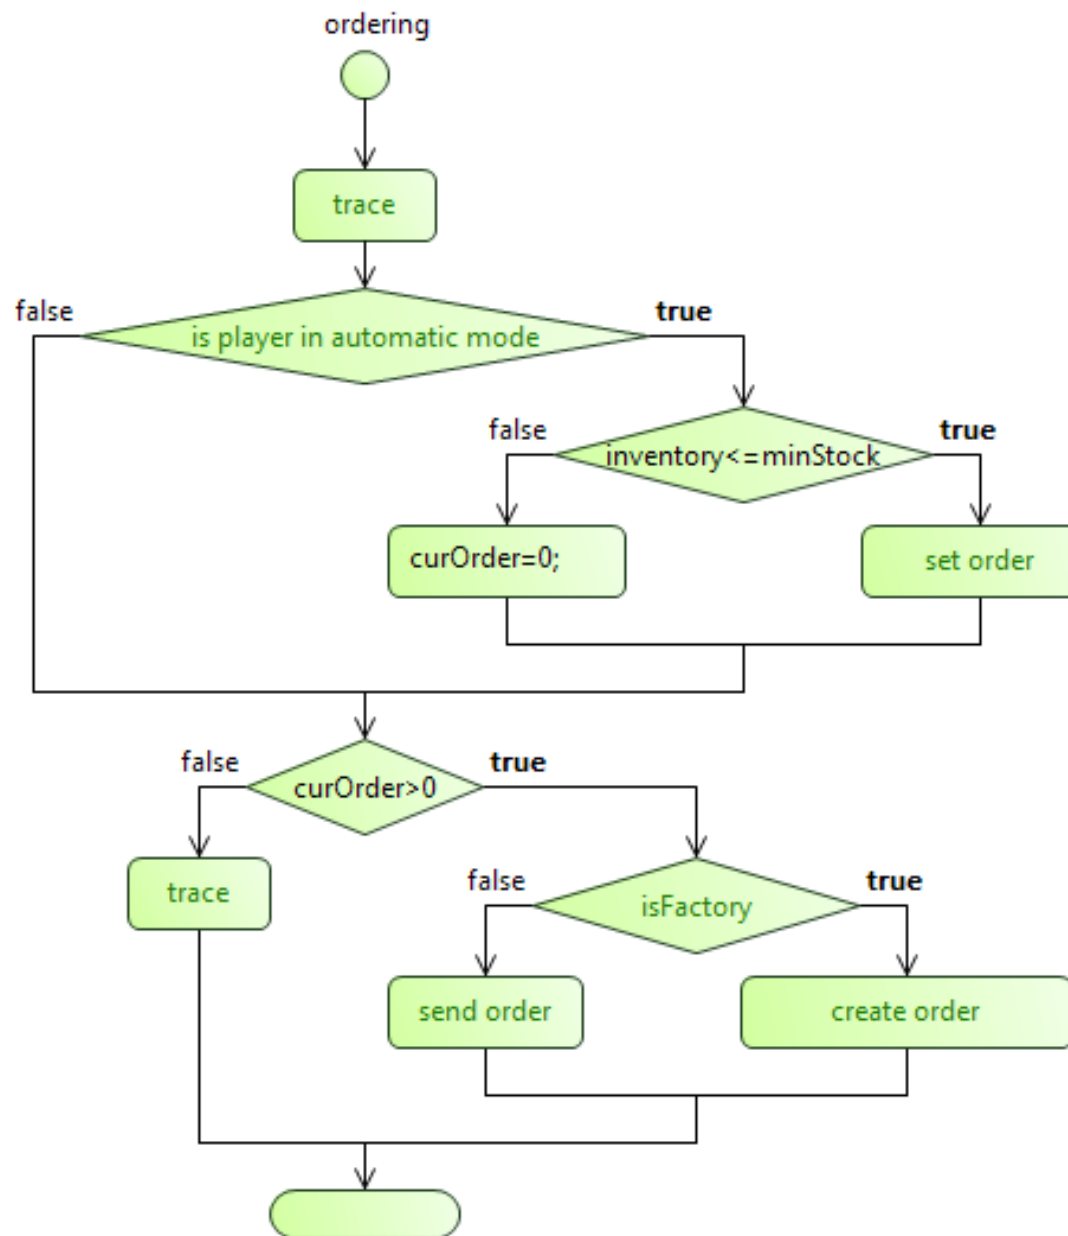 ordering
trace
false
true
is player in automatic mode
false
true
inventory<=minStock
curOrder=0;
set order
false
true
curOrder>0
trace
false
true
isFactory
send order
create order